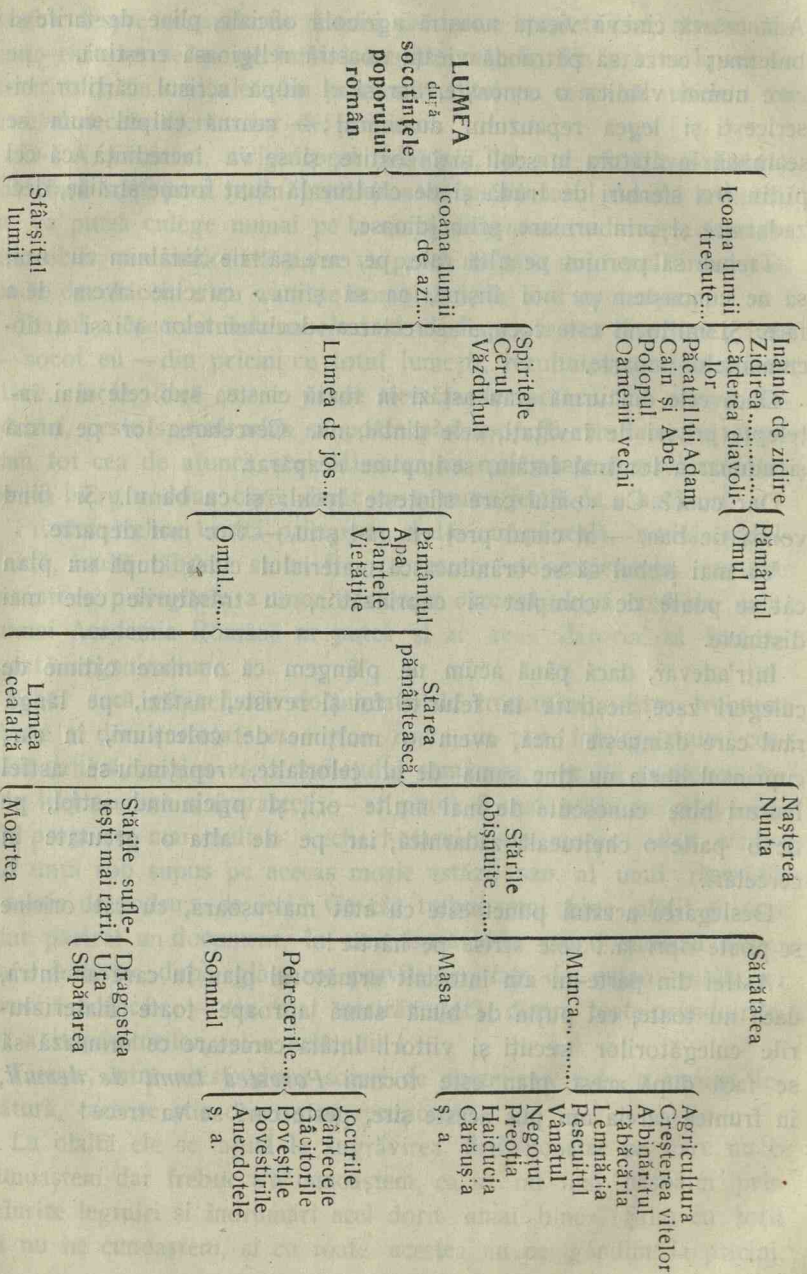 LUMEA
după
socotințele
poporului
român
Icoana lumii
trecute...
Inainte de zidire
Zidirea
Căderea diavoli-
lor
Păcatul lui Adam
Cain și Abel
Potopul
Oamenii vechi
Pământul
Omul
Icoana lumii
de azi...
Spiritele
Cerul
Văzduhul
Lumea de jos...
Pământul
Apa
Plantele
Vietățile
Omul
Starea
pământească
Nașterea
Nunta
Stările
obișnuite
Sănătatea
Munca
Agricultura
Creșterea vitelor
Albinăritul
Tăbăcăria
Lemnăria
Pescuitul
Vânatul
Negoțul
Preoția
Haiducia
Cărăușia
ș. a.
Masa
Petrecerile...
Jocurile
Cântecele
Gâcitorile
Poveștile
Povestirile
Anecdotele
ș. a.
Somnul
Stările sufle-
tești mai rari.
Dragostea
Ura
Supărarea
Moartea
Lumea
cealaltă
Sfârșitul
lumii